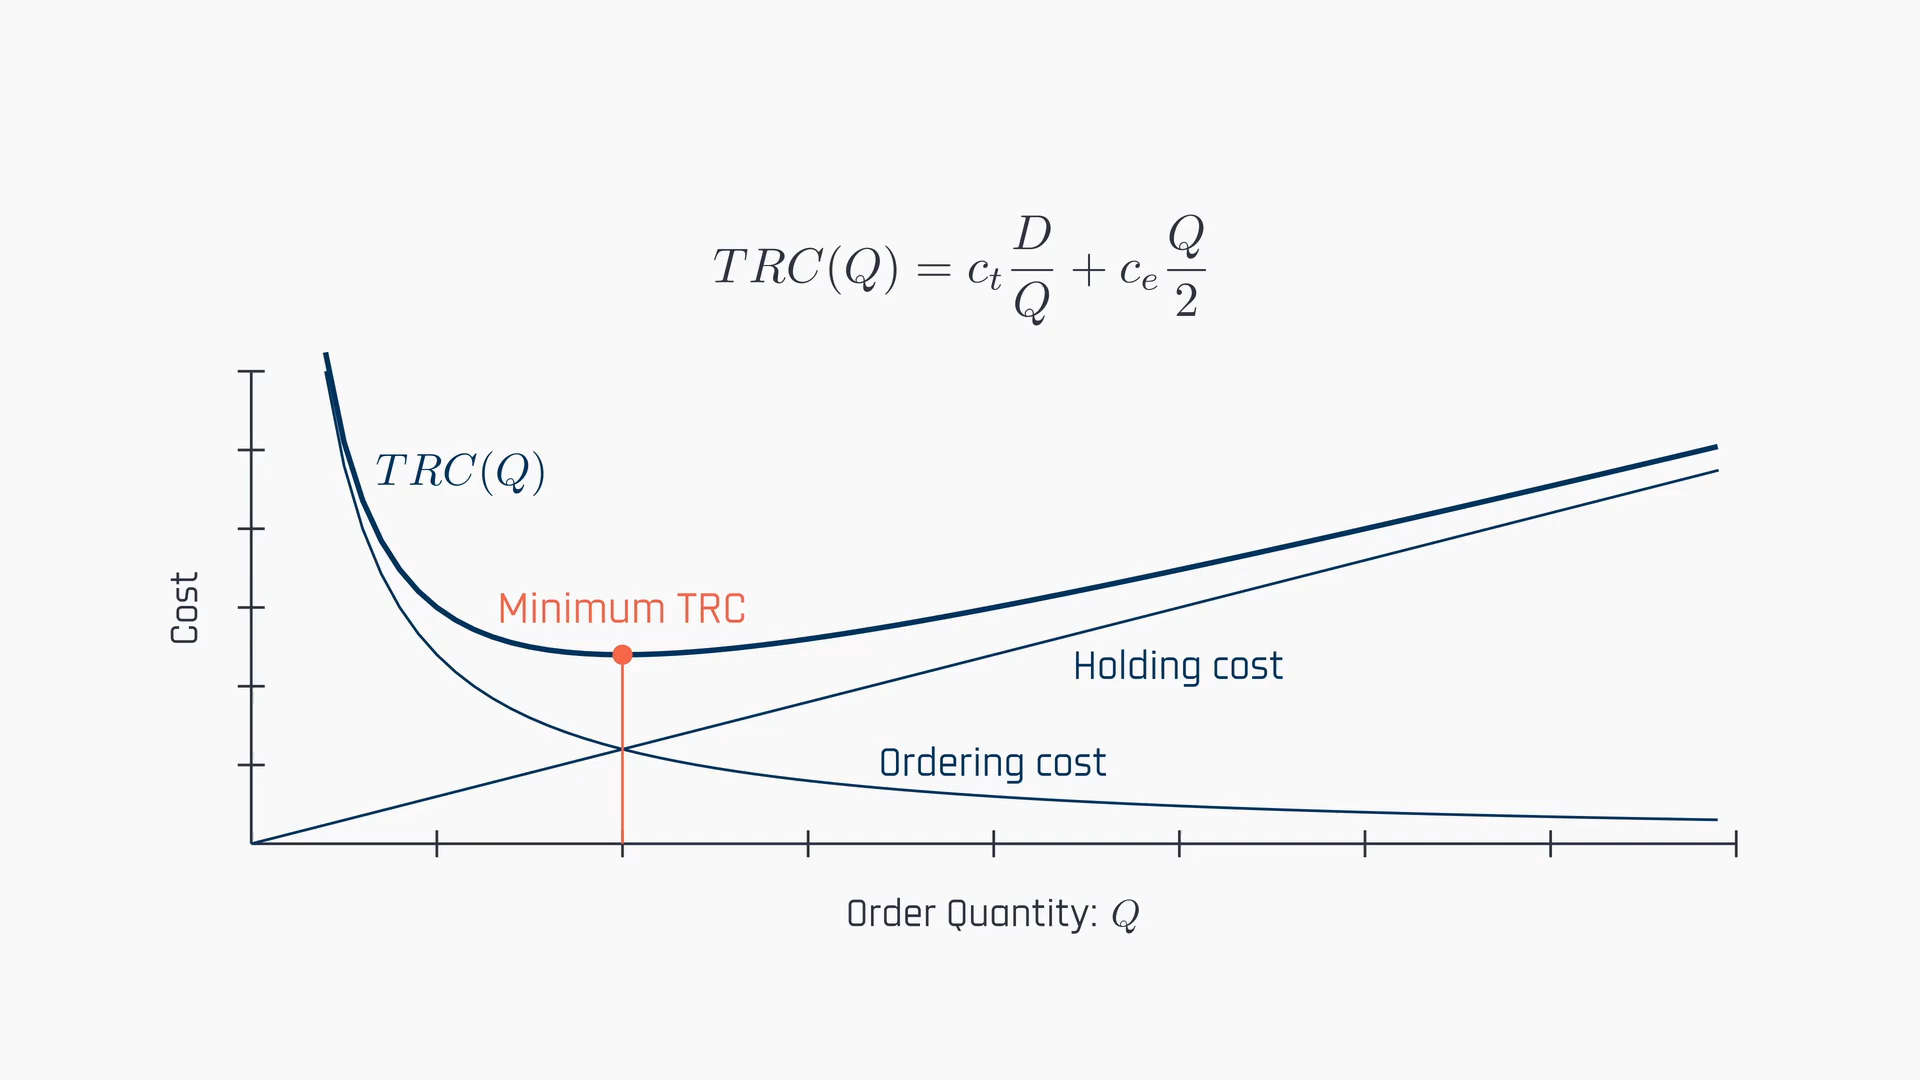 TRC(Q) = c_t D/Q + c_e Q/2
TRC(Q)
Cost
Minimum TRC
Holding cost
Ordering cost
Order Quantity: Q